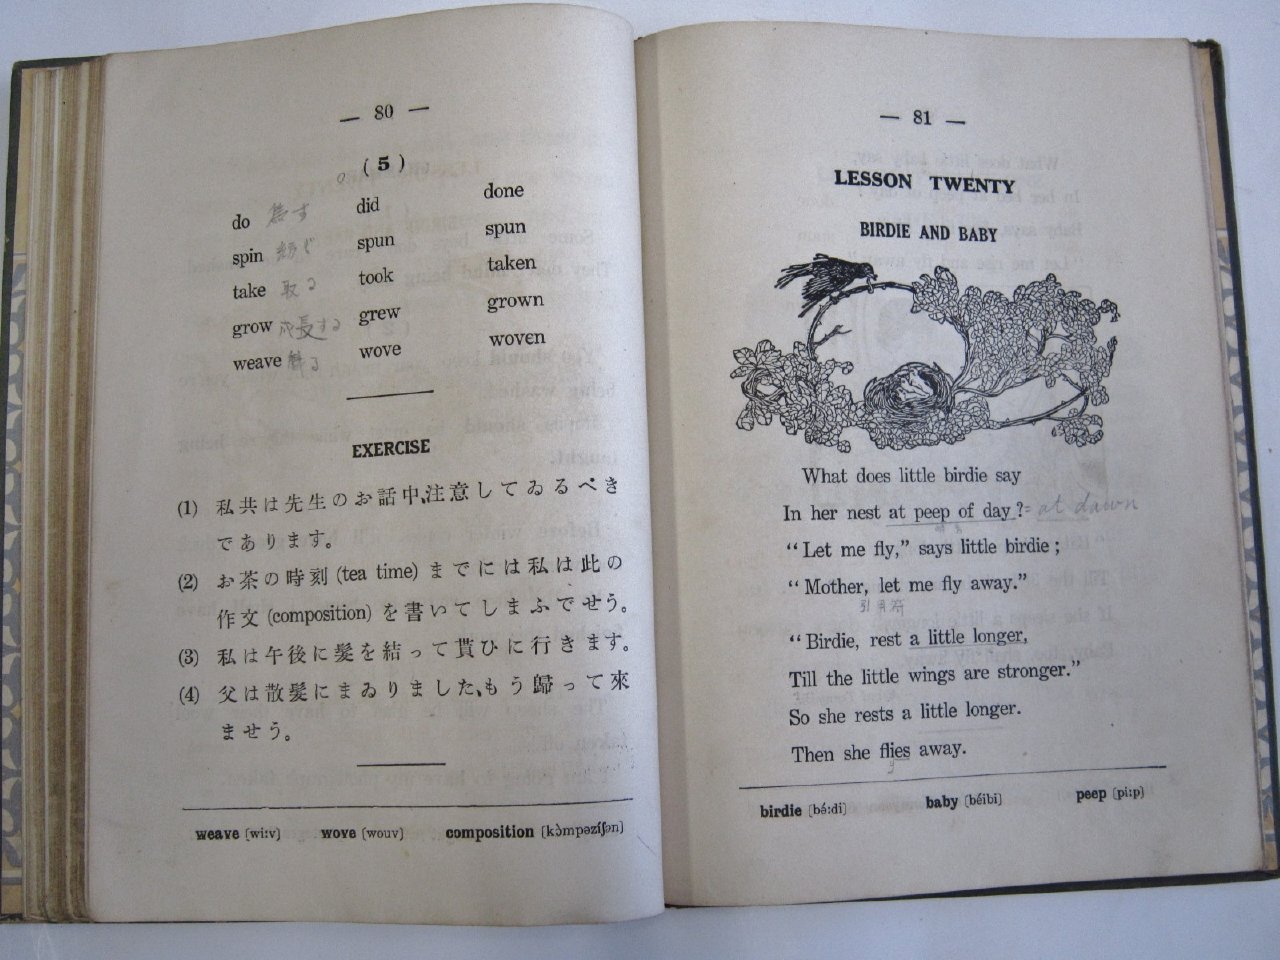 — 80 —
(5)
do 為す did done
spin 紡ぐ spun spun
take 取る took taken
grow 成長する grew grown
weave 織る wove woven
EXERCISE
(1) 私共は先生のお話中、注意してゐるべき
であります。
(2) お茶の時刻 (tea time) までには私は此の
作文 (composition) を書いてしまふでせう。
(3) 私は午後に髪を結って貰ひに行きます。
(4) 父は散髪にまゐりました、もう歸って來
ませう。
weave [wi:v] wove [wouv] composition [kɔ̀mpəzíʃən]
— 81 —
LESSON TWENTY
BIRDIE AND BABY
What does little birdie say
In her nest at peep of day? = at dawn
“Let me fly,” says little birdie;
“Mother, let me fly away.”
引用符
“Birdie, rest a little longer,
Till the little wings are stronger.”
So she rests a little longer.
Then she flies away.
birdie [bə́:di] baby [béibi] peep [pi:p]